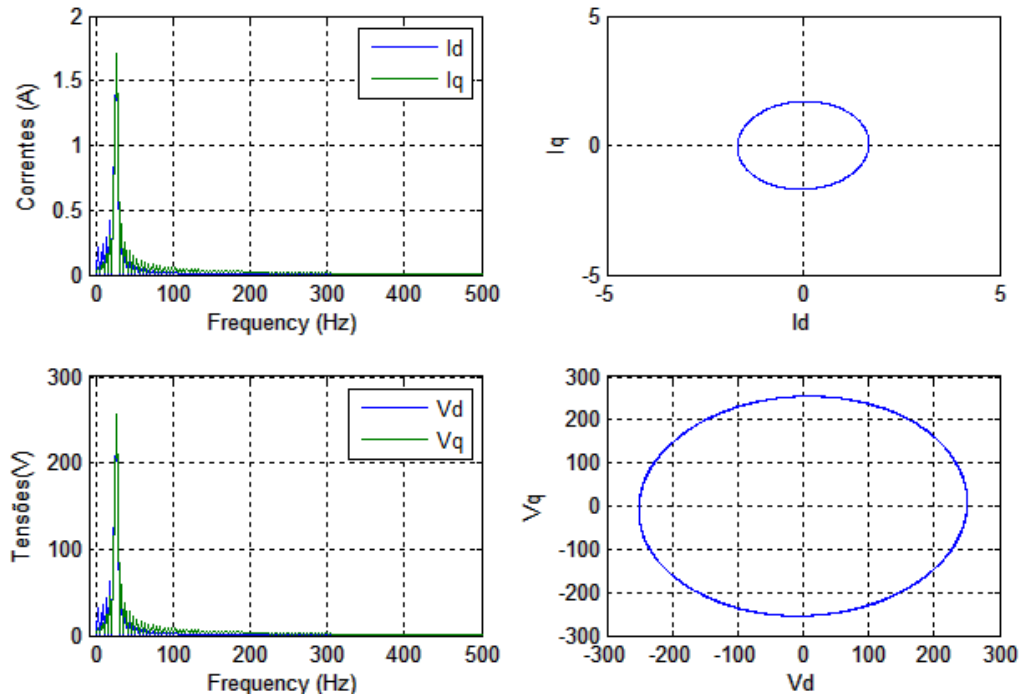 2
1.5
1
0.5
0
Correntes (A)
Id
Iq
0 100 200 300 400 500
Frequency (Hz)
5
0
-5
Iq
-5 0 5
Id
300
200
100
0
Tensões(V)
Vd
Vq
0 100 200 300 400 500
Frequency (Hz)
300
200
100
0
-100
-200
-300
Vq
-300 -200 -100 0 100 200 300
Vd